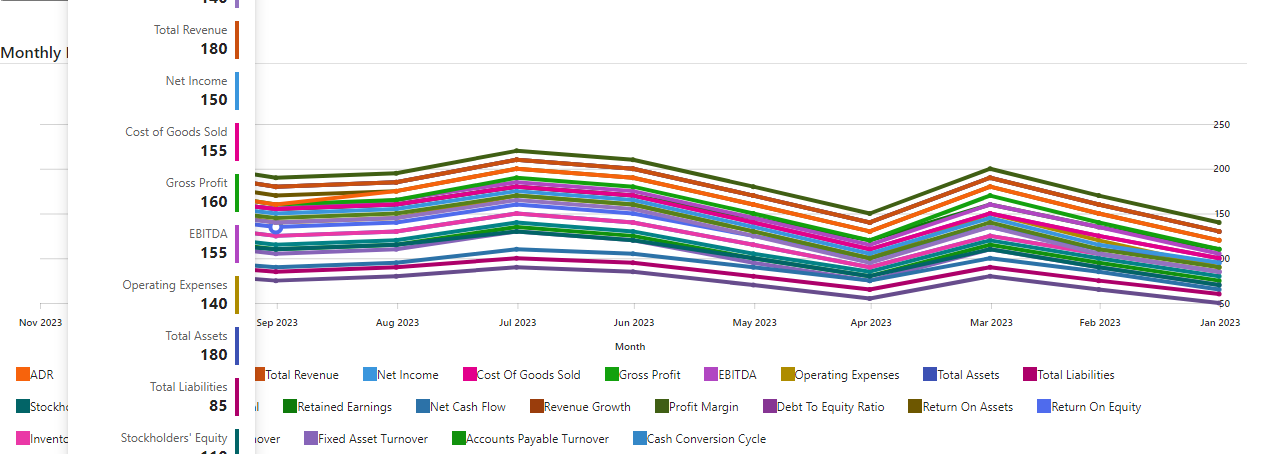 140
Total Revenue
180
Monthly
Net Income
150
Cost of Goods Sold
155
Gross Profit
160
EBITDA
155
Operating Expenses
140
Total Assets
180
Total Liabilities
85
Stockholders' Equity
110
250
200
150
50
Nov 2023 Sep 2023 Aug 2023 Jul 2023 Jun 2023 May 2023 Apr 2023 Mar 2023 Feb 2023 Jan 2023
Month
ADR Total Revenue Net Income Cost Of Goods Sold Gross Profit EBITDA Operating Expenses Total Assets Total Liabilities
Retained Earnings Net Cash Flow Revenue Growth Profit Margin Debt To Equity Ratio Return On Assets Return On Equity
Fixed Asset Turnover Accounts Payable Turnover Cash Conversion Cycle